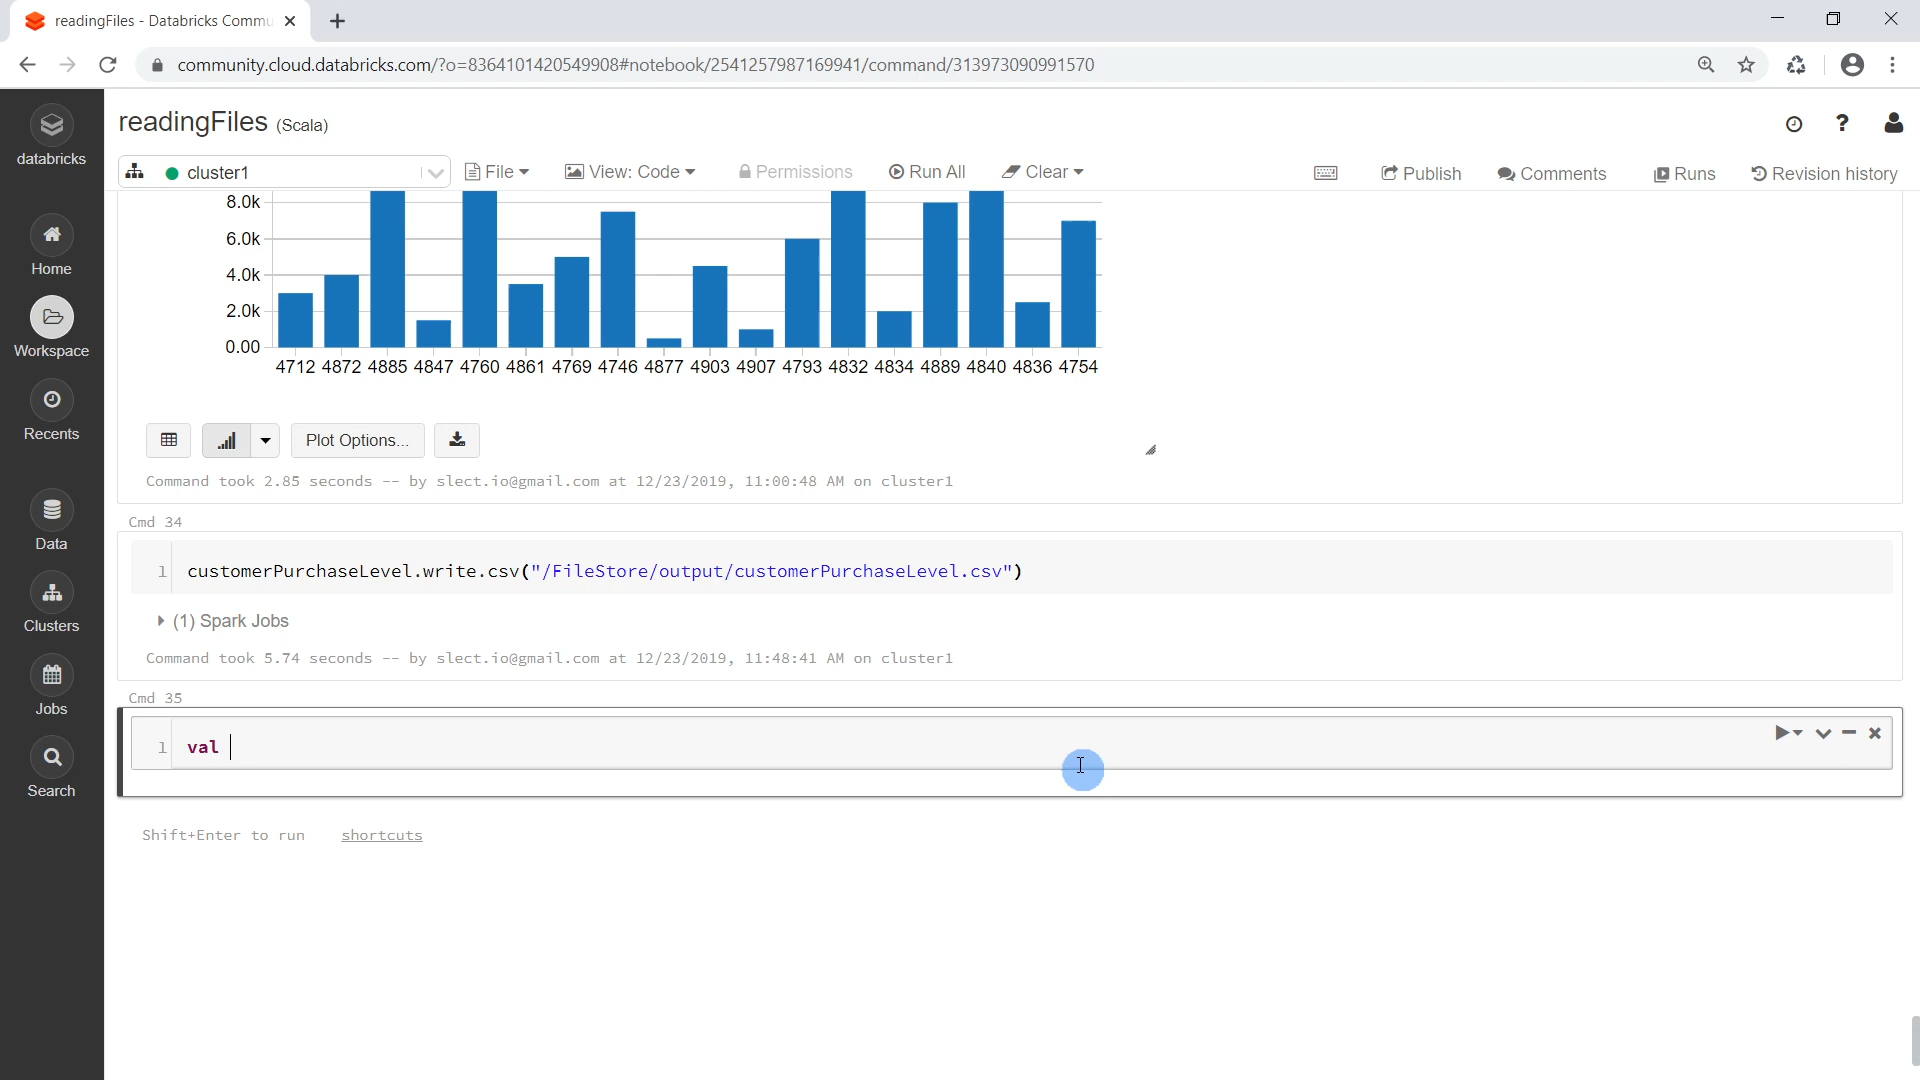 readingFiles - Databricks Commu
community.cloud.databricks.com/?o=8364101420549908#notebook/2541257987169941/command/313973090991570
databricks
Home
Workspace
Recents
Data
Clusters
Jobs
Search
readingFiles (Scala)
cluster1 File View: Code Permissions Run All Clear Publish Comments Runs Revision history
8.0k
6.0k
4.0k
2.0k
0.00
4712 4872 4885 4847 4760 4861 4769 4746 4877 4903 4907 4793 4832 4834 4889 4840 4836 4754
Plot Options...
Command took 2.85 seconds -- by slect.io@gmail.com at 12/23/2019, 11:00:48 AM on cluster1
Cmd 34
1 customerPurchaseLevel.write.csv("/FileStore/output/customerPurchaseLevel.csv")
(1) Spark Jobs
Command took 5.74 seconds -- by slect.io@gmail.com at 12/23/2019, 11:48:41 AM on cluster1
Cmd 35
1 val
Shift+Enter to run shortcuts